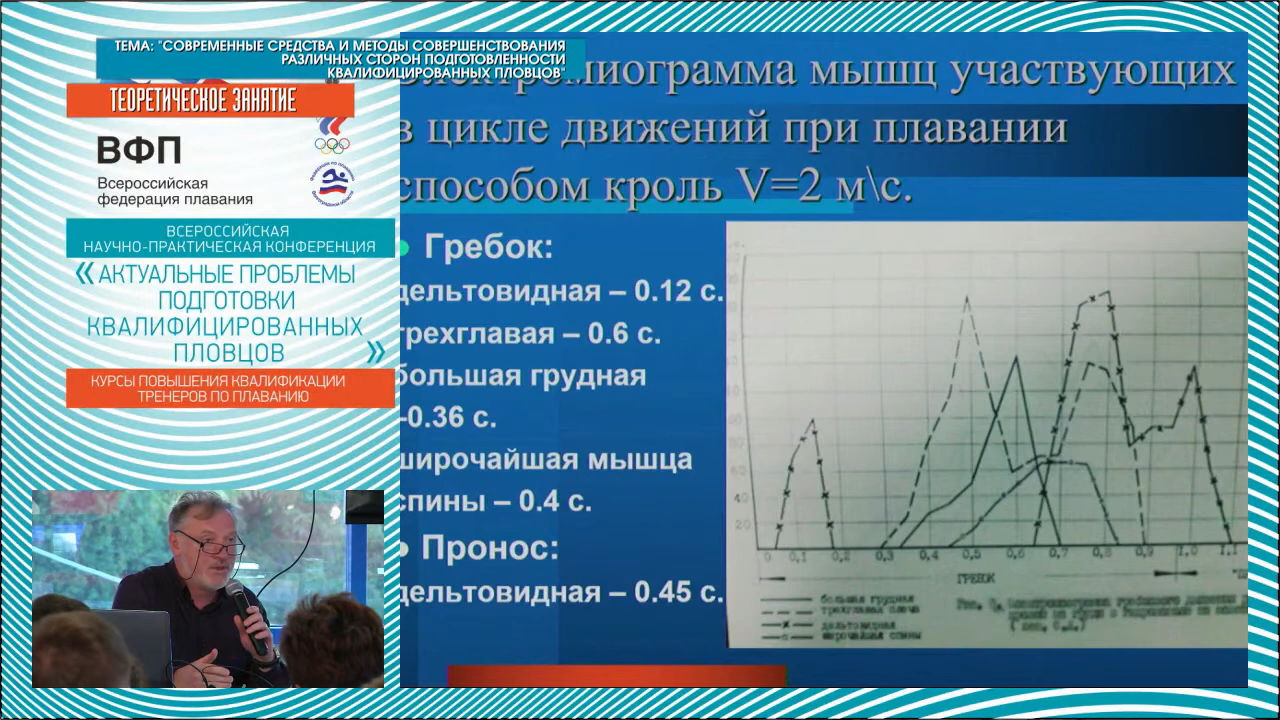 ТЕМА: "СОВРЕМЕННЫЕ СРЕДСТВА И МЕТОДЫ СОВЕРШЕНСТВОВАНИЯ
РАЗЛИЧНЫХ СТОРОН ПОДГОТОВЛЕННОСТИ
КВАЛИФИЦИРОВАННЫХ ПЛОВЦОВ"
ТЕОРЕТИЧЕСКОЕ ЗАНЯТИЕ
ВФП
Всероссийская
федерация плавания
ВСЕРОССИЙСКАЯ
НАУЧНО-ПРАКТИЧЕСКАЯ КОНФЕРЕНЦИЯ
«АКТУАЛЬНЫЕ ПРОБЛЕМЫ
ПОДГОТОВКИ
КВАЛИФИЦИРОВАННЫХ
ПЛОВЦОВ»
КУРСЫ ПОВЫШЕНИЯ КВАЛИФИКАЦИИ
ТРЕНЕРОВ ПО ПЛАВАНИЮ
Электромиограмма мышц участвующих
в цикле движений при плавании
способом кроль V=2 м\с.
Гребок:
дельтовидная – 0.12 с.
трехглавая – 0.6 с.
большая грудная
–0.36 с.
широчайшая мышца
спины – 0.4 с.
Пронос:
дельтовидная – 0.45 с.
60
40
20
0 0,1 0,2 0,3 0,4 0,5 0,6 0,7 0,8 0,9 1,0 1,1
ГРЕБОК
большая грудная
трехглавая плеча
дельтовидная
широчайшая спины